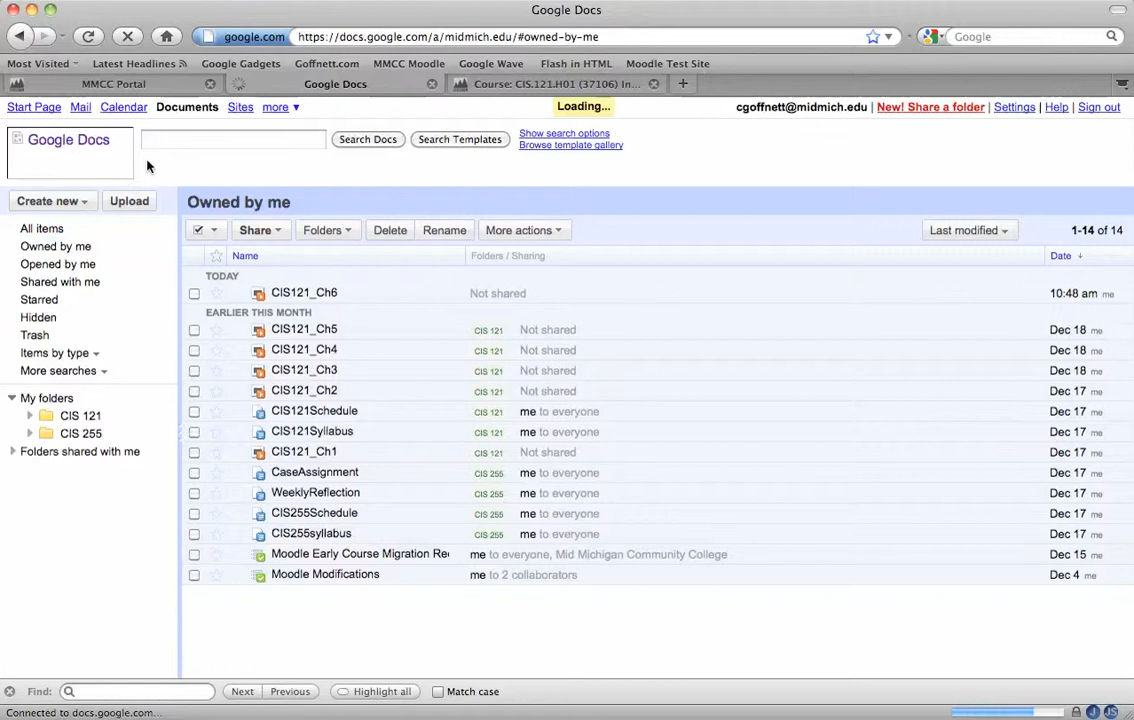 Google Docs
google.com https://docs.google.com/a/midmich.edu/#owned-by-me Google
Most Visited Latest Headlines Google Gadgets Goffnett.com MMCC Moodle Google Wave Flash in HTML Moodle Test Site
MMCC Portal Google Docs Course: CIS.121.H01 (37106) In...
Start Page Mail Calendar Documents Sites more ▼ Loading... cgoffnett@midmich.edu | New! Share a folder | Settings | Help | Sign out
Google Docs Search Docs Search Templates Show search options
Browse template gallery
Create new Upload Owned by me
All items Share Folders Delete Rename More actions Last modified 1-14 of 14
Owned by me Name Folders / Sharing Date ↓
Opened by me TODAY
Shared with me CIS121_Ch6 Not shared 10:48 am me
Starred EARLIER THIS MONTH
Hidden CIS121_Ch5 CIS 121 Not shared Dec 18 me
Trash CIS121_Ch4 CIS 121 Not shared Dec 18 me
Items by type CIS121_Ch3 CIS 121 Not shared Dec 18 me
More searches CIS121_Ch2 CIS 121 Not shared Dec 17 me
My folders CIS121Schedule CIS 121 me to everyone Dec 17 me
CIS 121 CIS121Syllabus CIS 121 me to everyone Dec 17 me
CIS 255 CIS121_Ch1 CIS 121 Not shared Dec 17 me
Folders shared with me CaseAssignment CIS 255 me to everyone Dec 17 me
WeeklyReflection CIS 255 me to everyone Dec 17 me
CIS255Schedule CIS 255 me to everyone Dec 17 me
CIS255syllabus CIS 255 me to everyone Dec 17 me
Moodle Early Course Migration Rec me to everyone, Mid Michigan Community College Dec 15 me
Moodle Modifications me to 2 collaborators Dec 4 me
Find: Next Previous Highlight all Match case
Connected to docs.google.com...